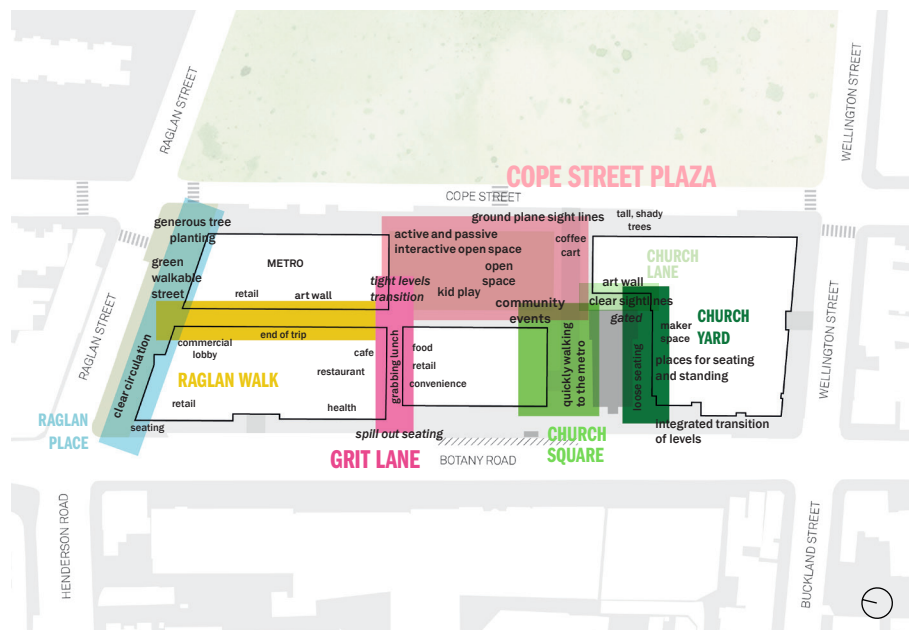 RAGLAN STREET
WELLINGTON STREET
COPE STREET PLAZA
COPE STREET
generous tree
planting
ground plane sight lines
tall, shady
trees
active and passive
interactive open space
coffee
cart
green
walkable
street
METRO
open
space
CHURCH
LANE
tight levels
transition
kid play
art wall
retail
art wall
community
events
clear sightlines
gated
CHURCH
YARD
maker
space
end of trip
commercial
lobby
cafe
food
retail
convenience
grabbing lunch
quickly walking
to the metro
loose seating
places for seating
and standing
RAGLAN STREET
clear circulation
RAGLAN WALK
restaurant
WELLINGTON STREET
retail
health
RAGLAN
PLACE
seating
spill out seating
integrated transition
of levels
GRIT LANE
BOTANY ROAD
CHURCH
SQUARE
HENDERSON ROAD
BUCKLAND STREET